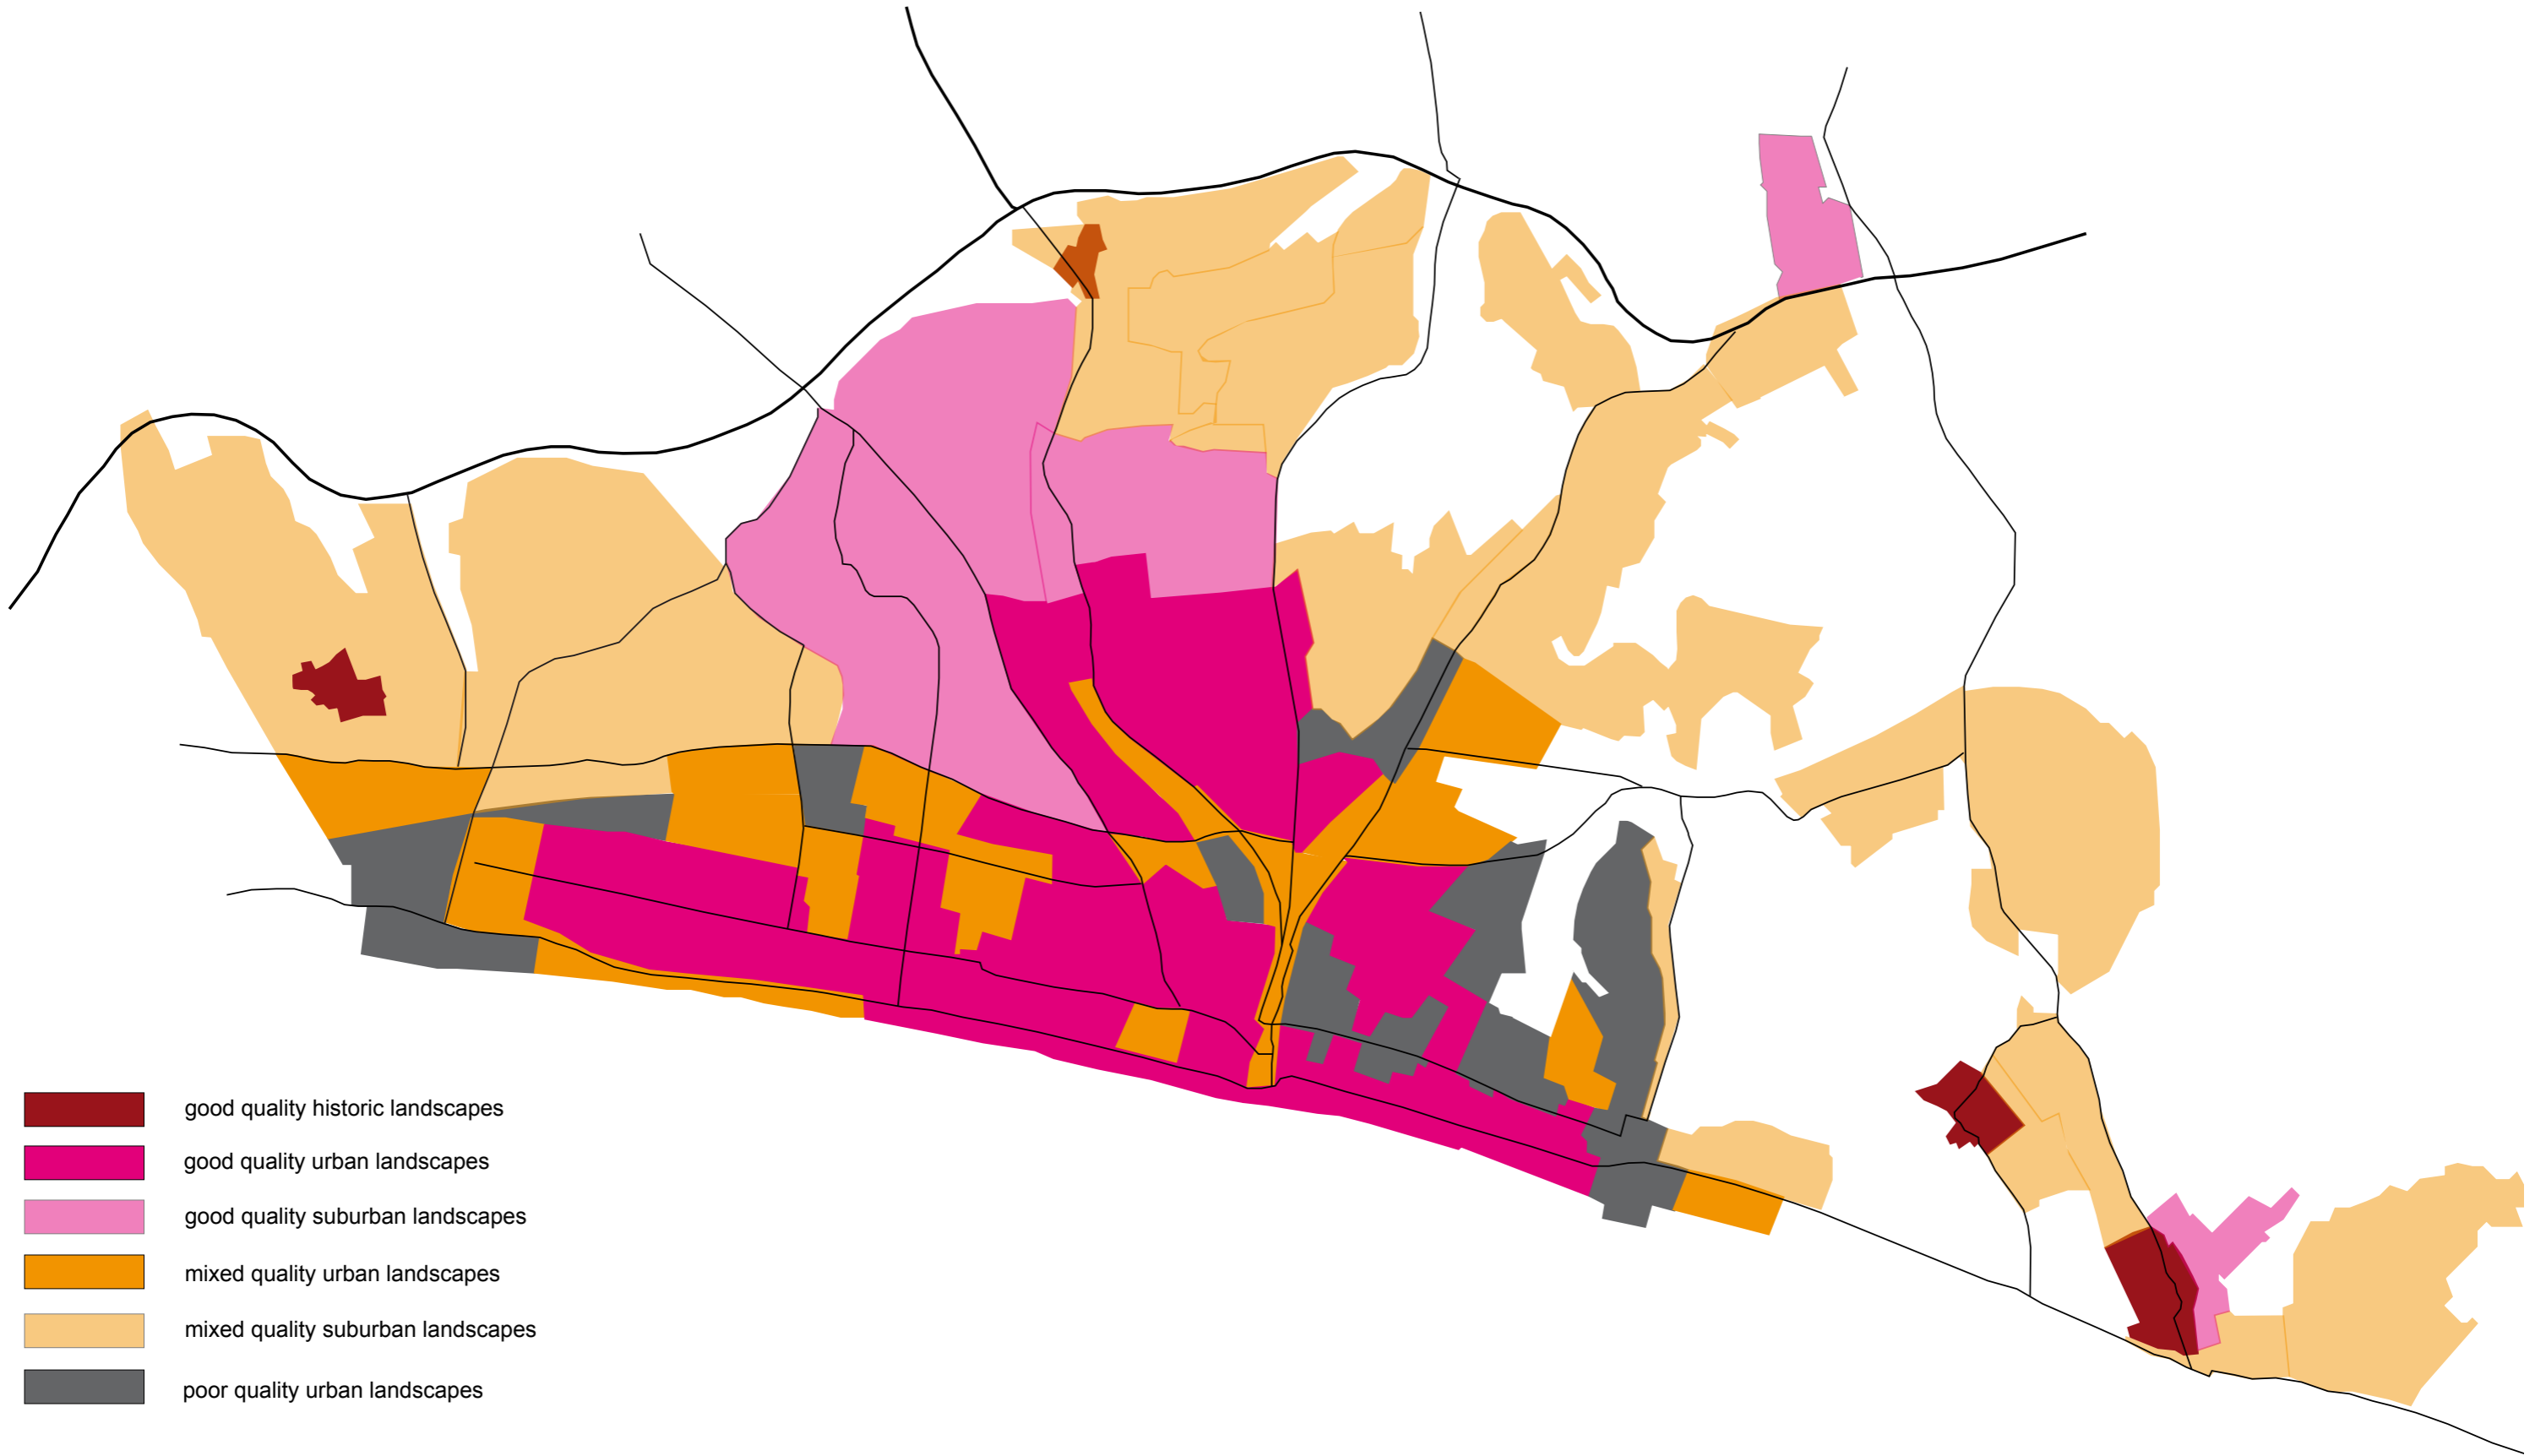 good quality historic landscapes
good quality urban landscapes
good quality suburban landscapes
mixed quality urban landscapes
mixed quality suburban landscapes
poor quality urban landscapes